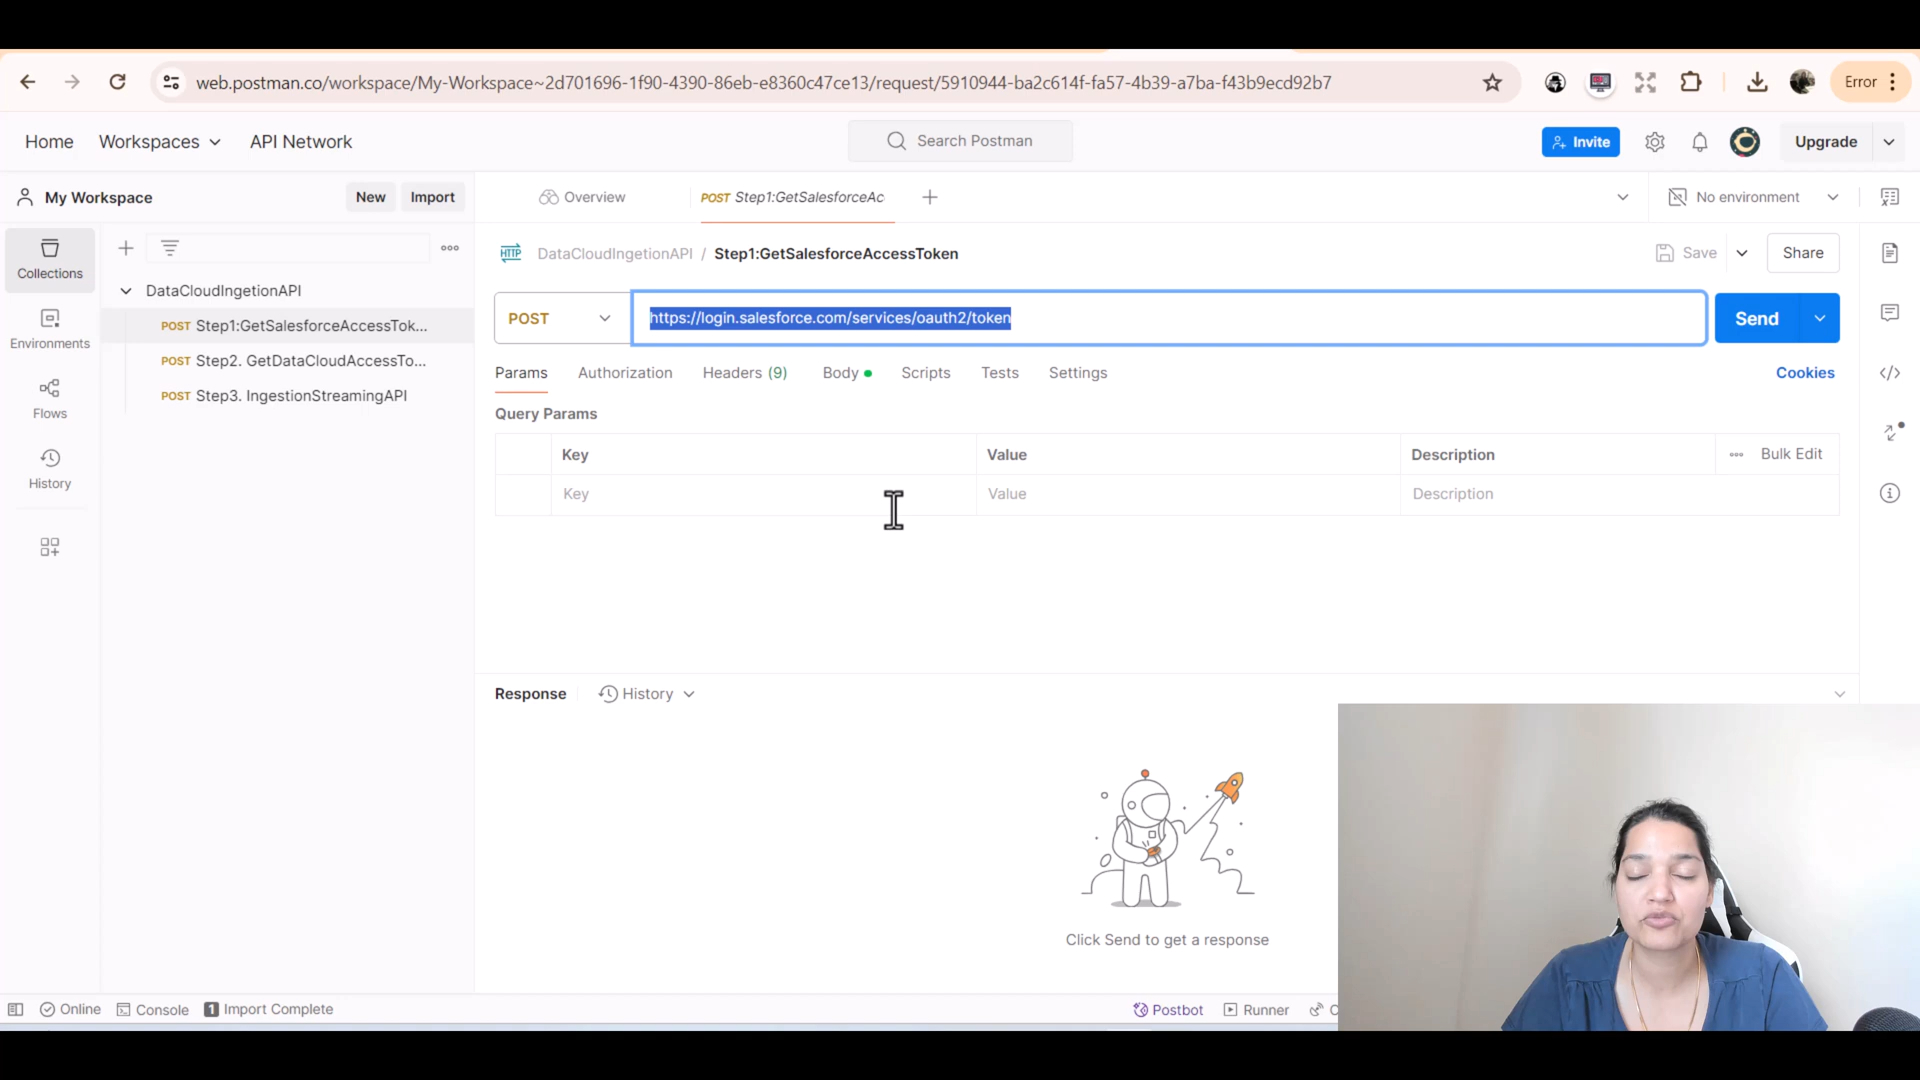 web.postman.co/workspace/My-Workspace~2d701696-1f90-4390-86eb-e8360c47ce13/request/5910944-ba2c614f-fa57-4b39-a7ba-f43b9ecd92b7
Error
Home
Workspaces
API Network
Search Postman
Invite
Upgrade
My Workspace
New
Import
Overview
POST Step1:GetSalesforceAc
No environment
Collections
DataCloudIngetionAPI / Step1:GetSalesforceAccessToken
Save
Share
DataCloudIngetionAPI
POST Step1:GetSalesforceAccessTok...
POST
https://login.salesforce.com/services/oauth2/token
Send
Environments
POST Step2. GetDataCloudAccessTo...
Params
Authorization
Headers (9)
Body
Scripts
Tests
Settings
Cookies
POST Step3. IngestionStreamingAPI
Flows
Query Params
Key
Value
Description
Bulk Edit
History
Key
Value
Description
Response
History
Click Send to get a response
Online
Console
1 Import Complete
Postbot
Runner